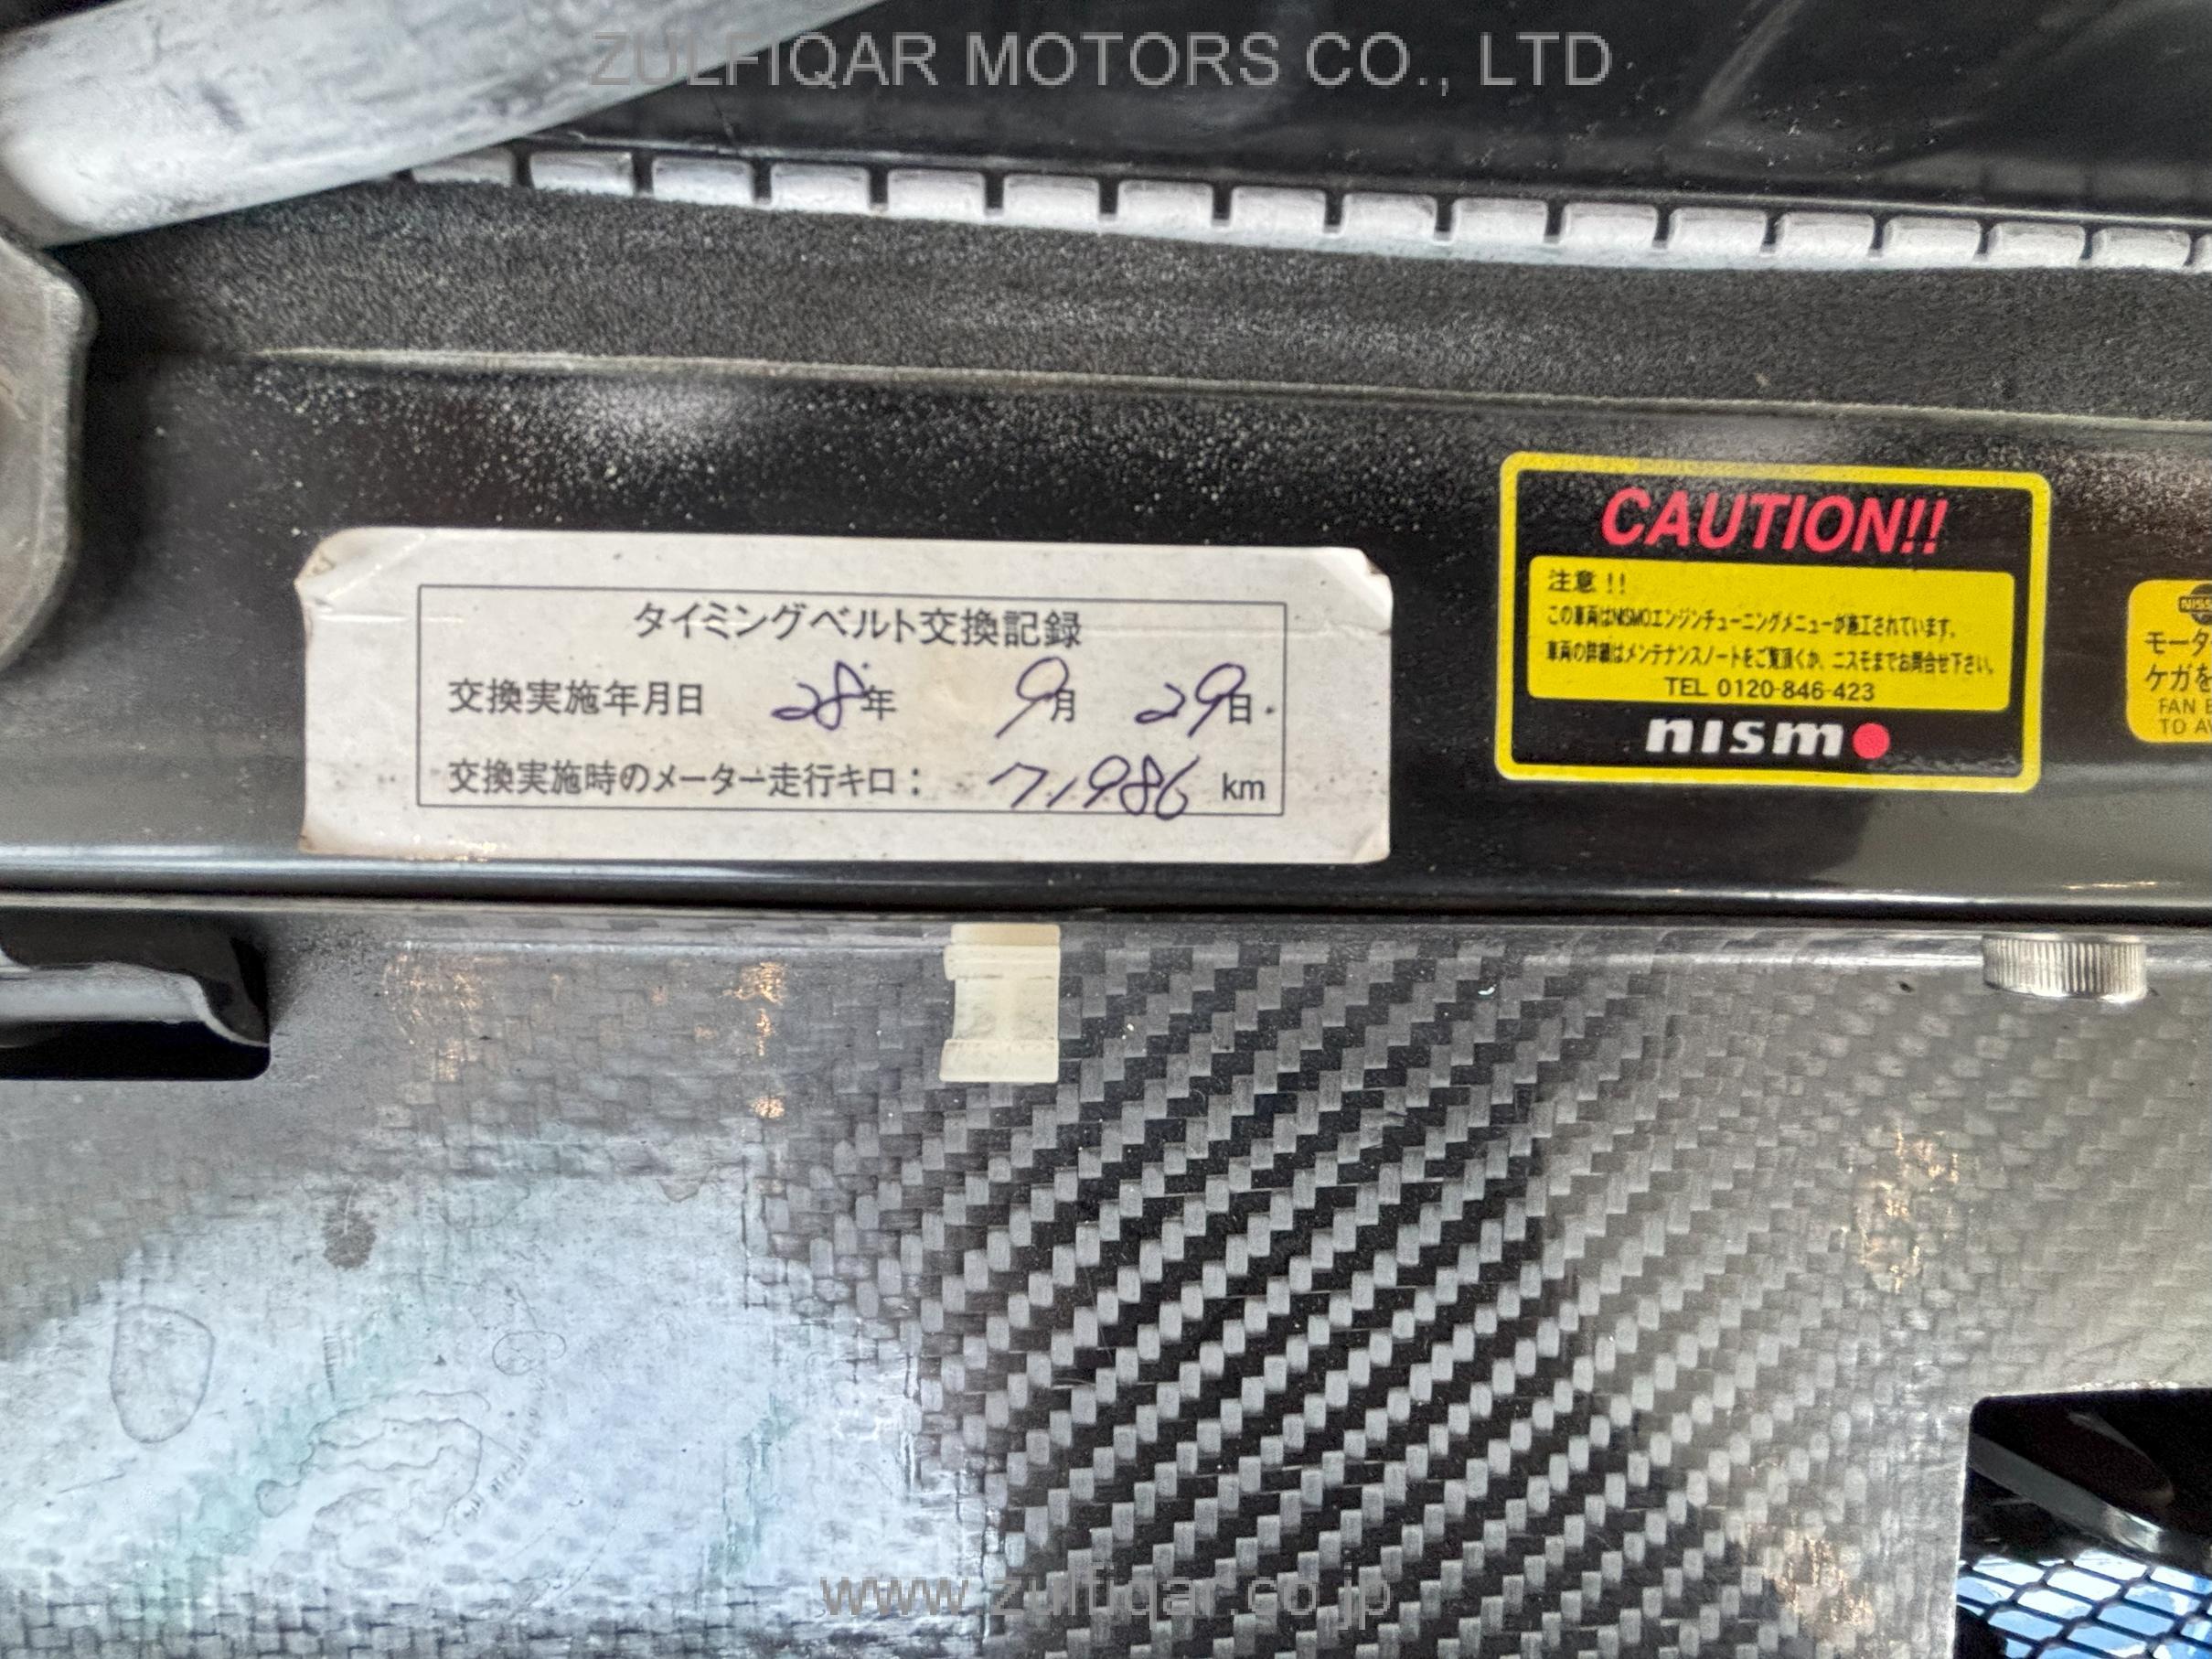 ZULFIQAR MOTORS CO., LTD
タイミングベルト交換記録
交換実施年月日 28年 9月 29日.
交換実施時のメーター走行キロ： 71986 km
CAUTION!!
注意!!
この車両はNISMOエンジンチューニングメニューが施工されています。
車両の詳細はメンテナンスノートをご覧頂くか、ニスモまでお問合せ下さい。
TEL 0120-846-423
nismo
モータ
ケガを
FAN
TO
www.zulfiqar.co.jp